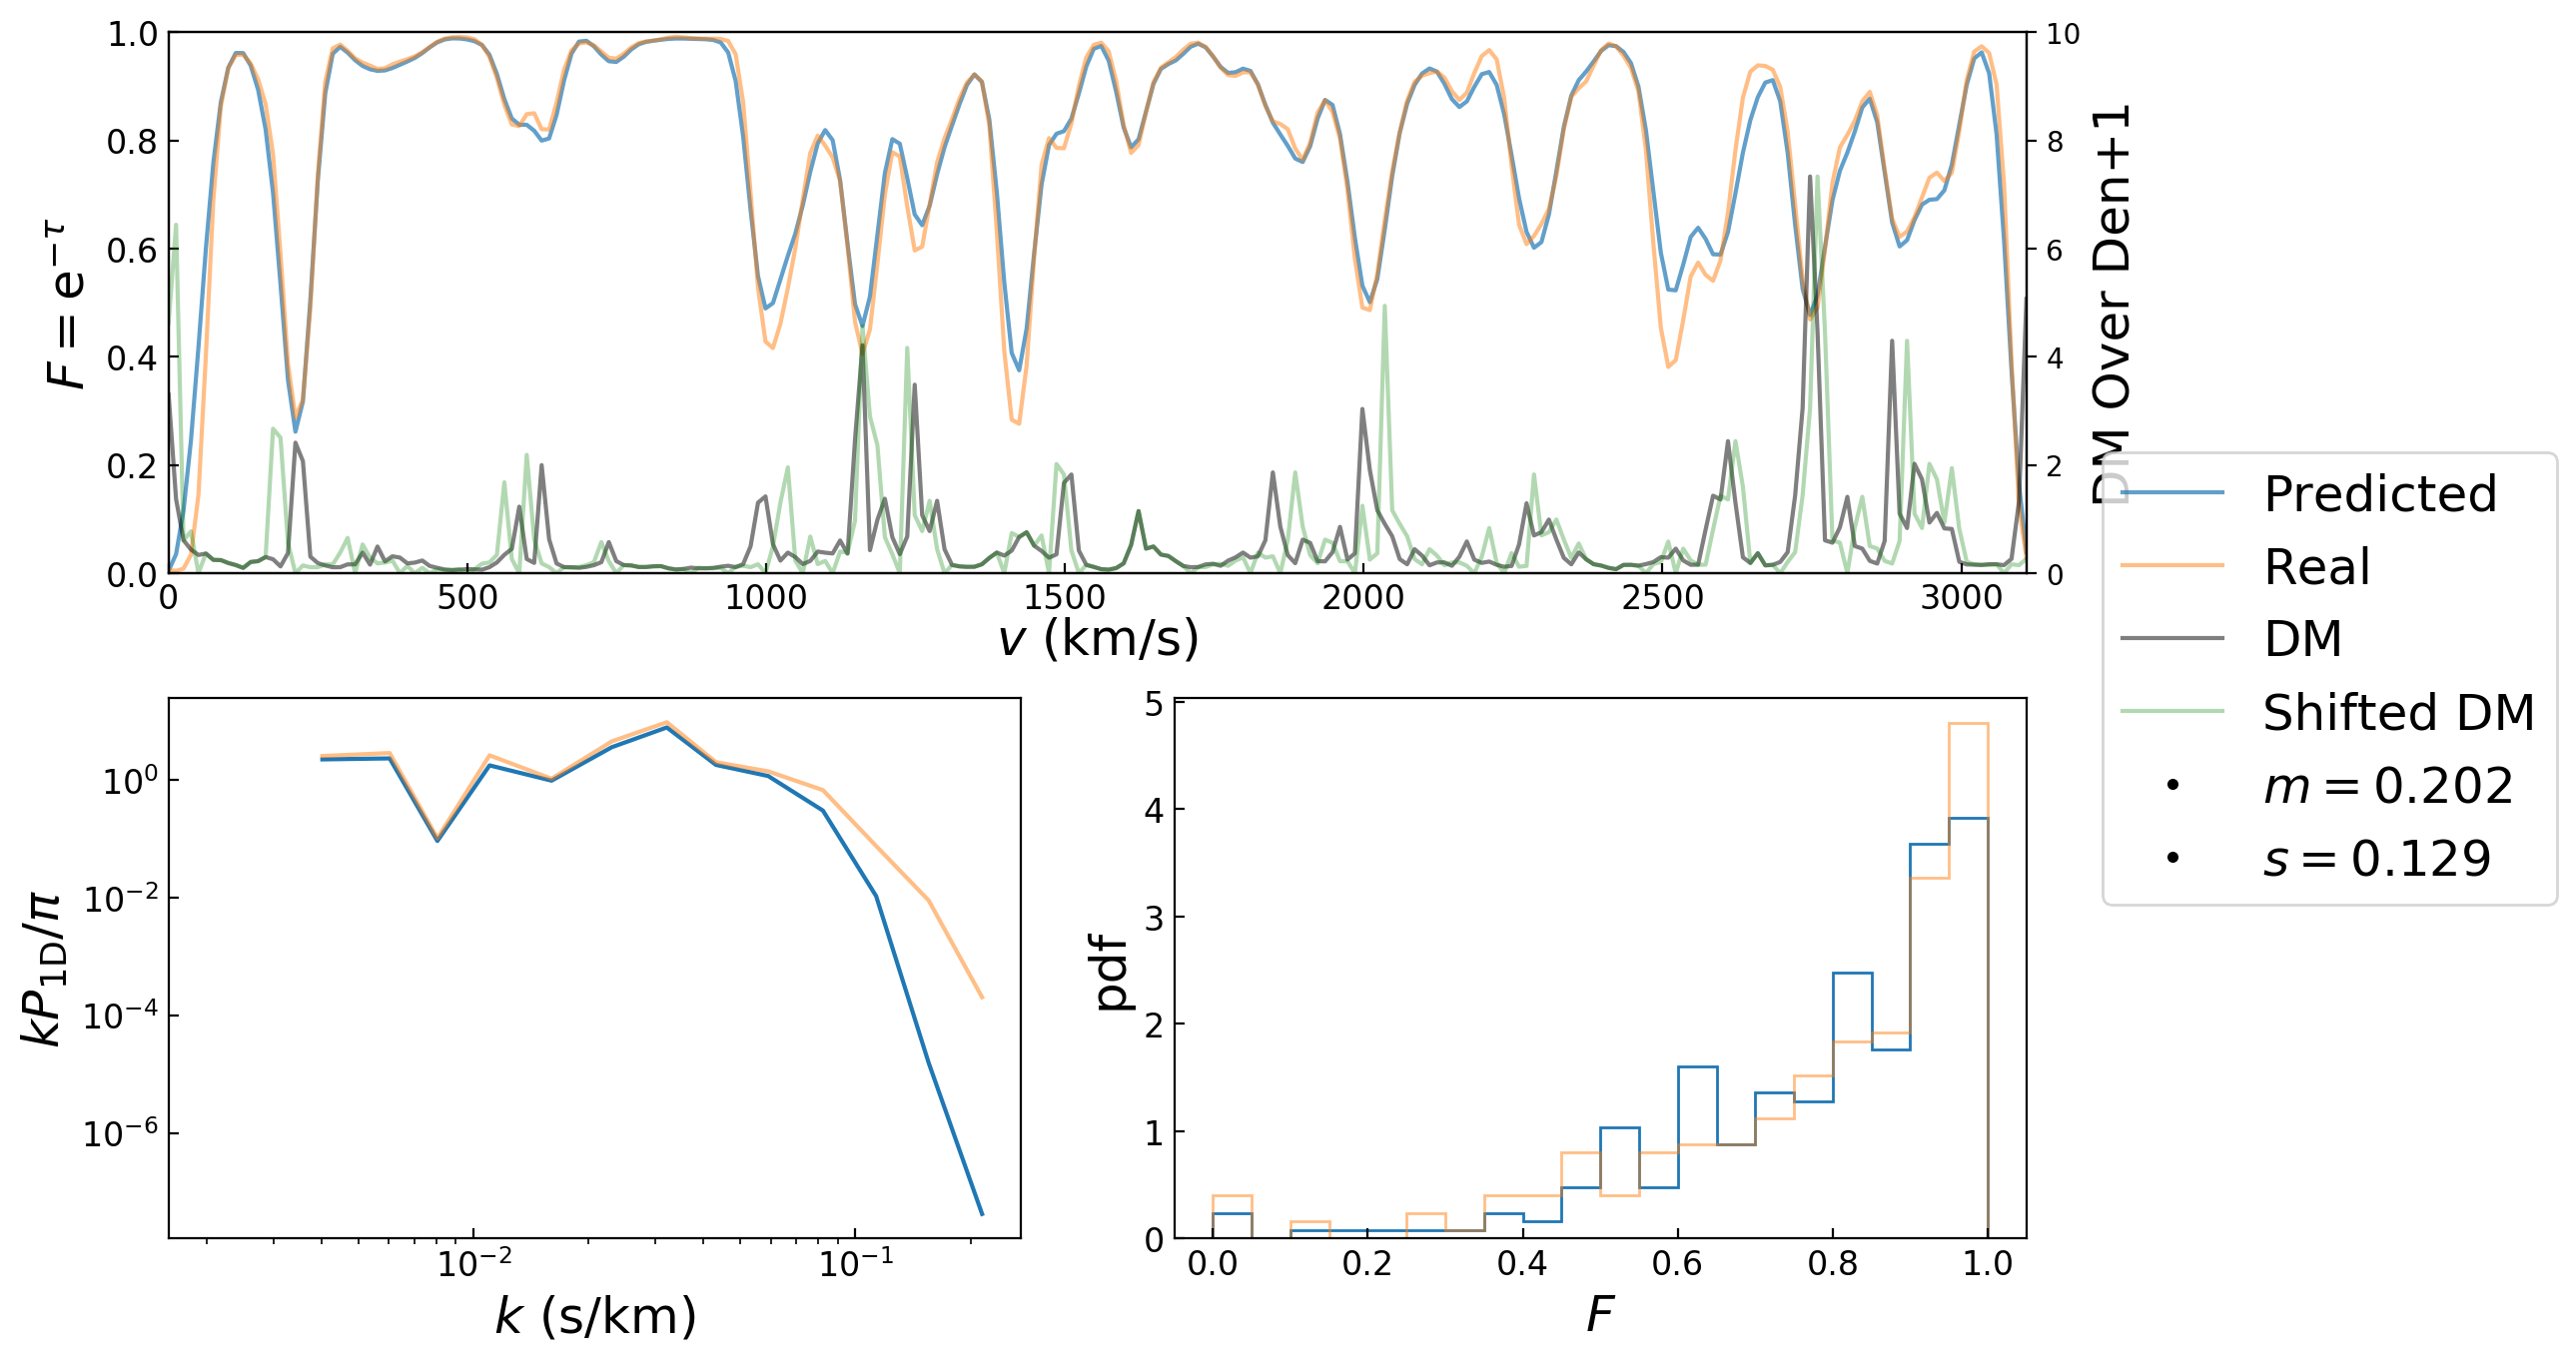 1.0
0.8
0.6
0.4
0.2
0.0
F = e^{-τ}
10
8
6
4
2
0
DM Over Den+1
0 500 1000 1500 2000 2500 3000
v (km/s)
Predicted
Real
DM
Shifted DM
m = 0.202
s = 0.129
10^0
10^{-2}
10^{-4}
10^{-6}
kP_{1D}/π
10^{-2} 10^{-1}
k (s/km)
5
4
3
2
1
0
pdf
0.0 0.2 0.4 0.6 0.8 1.0
F